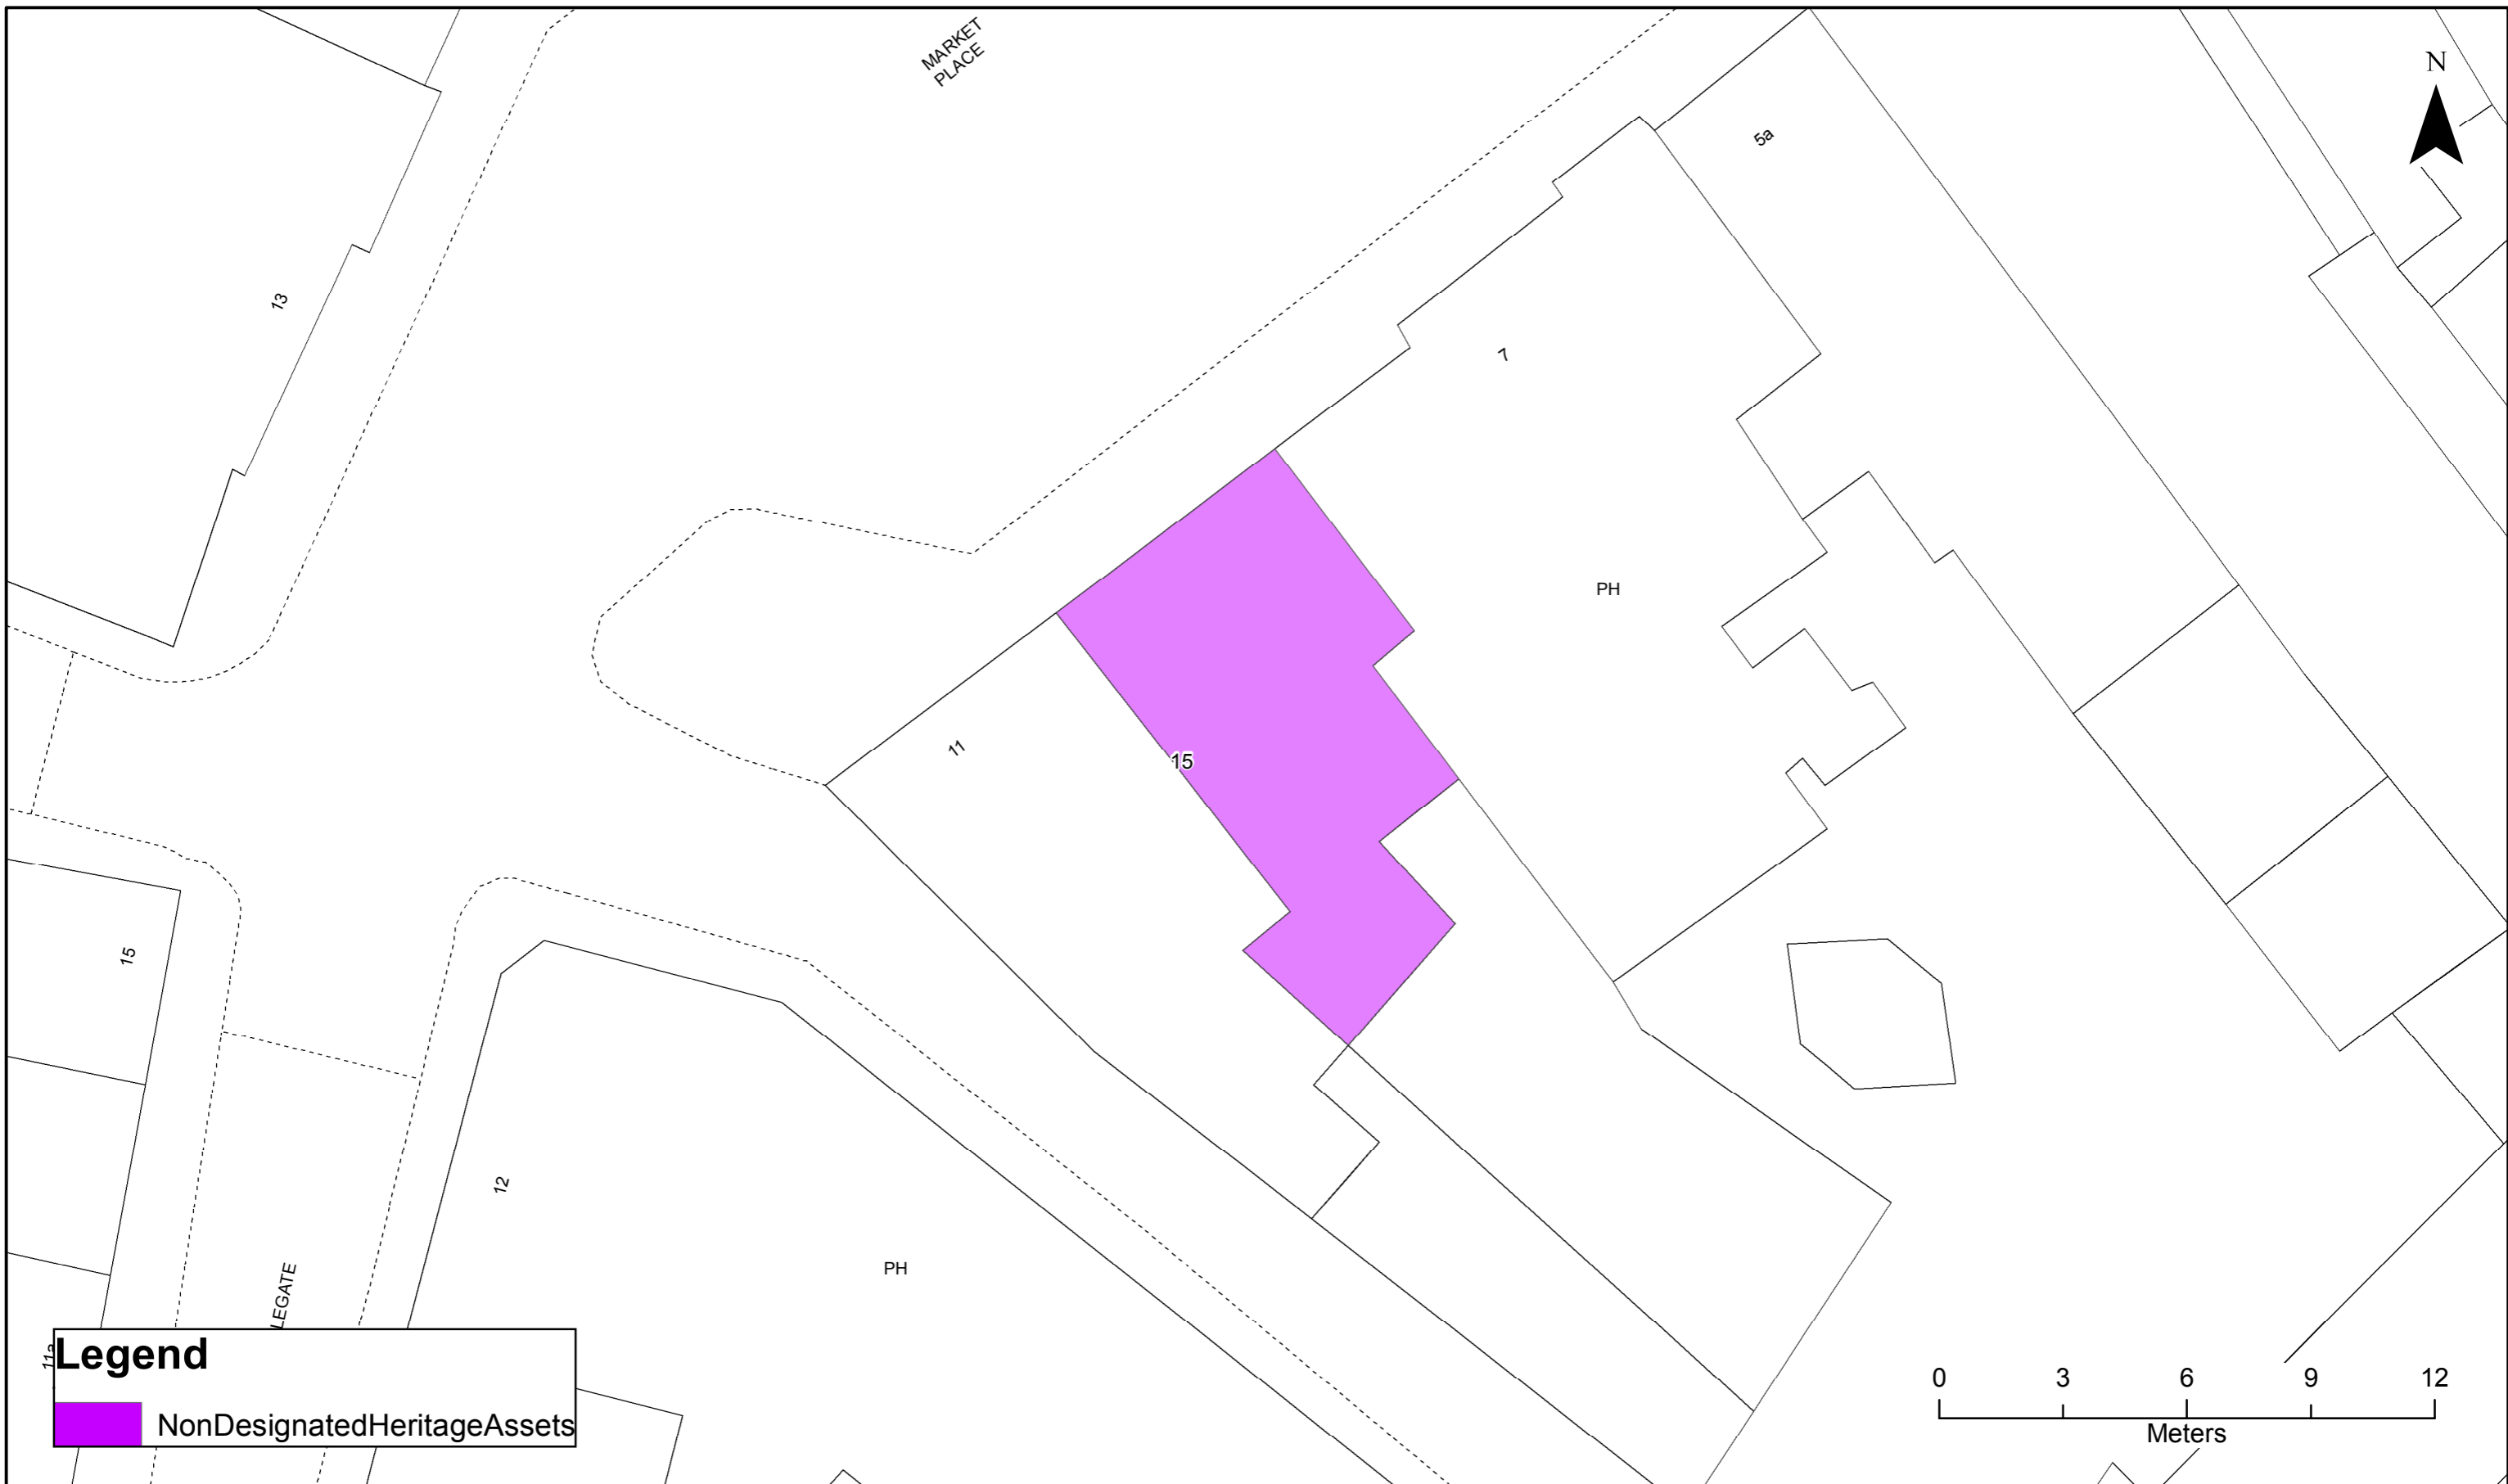 MARKET
PLACE
N
5a
13
7
PH
11
15
15
12
PH
LEGATE
Legend
NonDesignatedHeritageAssets
0 3 6 9 12
Meters